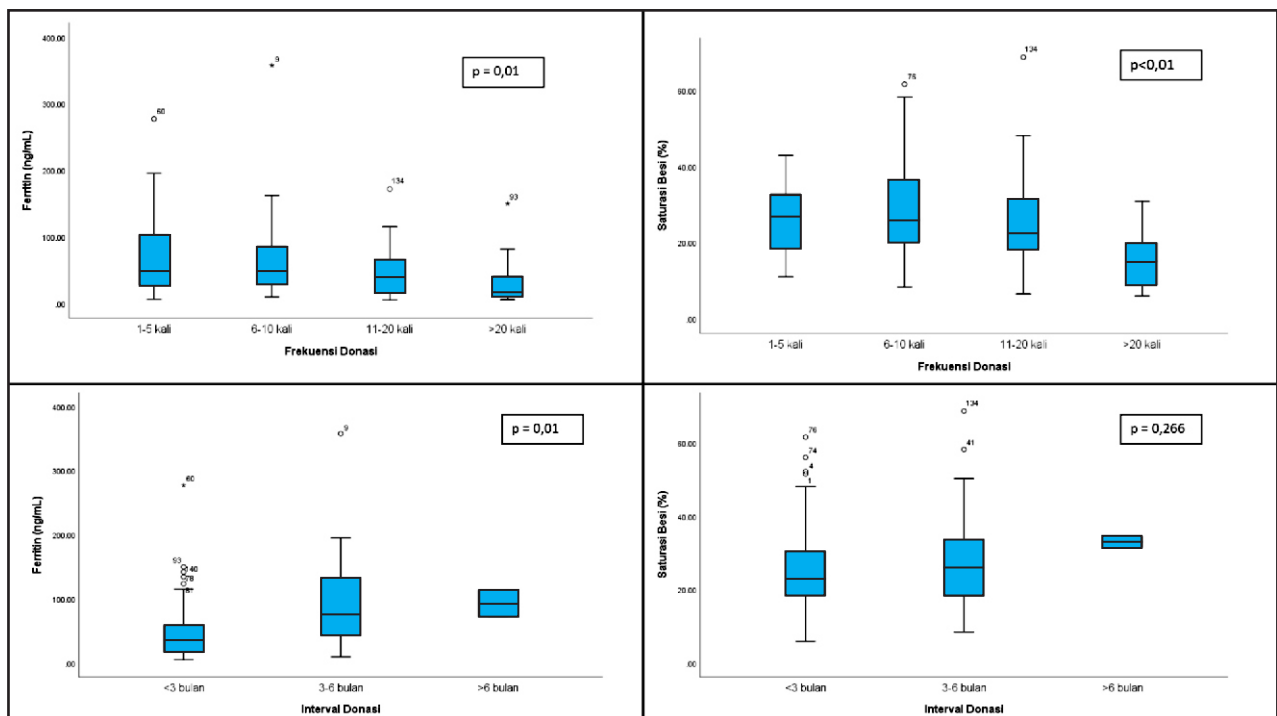 400.00
300.00
200.00
100.00
.00
Ferritin (ng/mL)
60
9
134
93
p = 0,01
1-5 kali
6-10 kali
11-20 kali
>20 kali
Frekuensi Donasi
60.00
40.00
20.00
.00
Saturasi Besi (%)
76
134
p<0,01
1-5 kali
6-10 kali
11-20 kali
>20 kali
Frekuensi Donasi
400.00
300.00
200.00
100.00
.00
Ferritin (ng/mL)
60
93
40
78
9
p = 0,01
<3 bulan
3-6 bulan
>6 bulan
Interval Donasi
60.00
40.00
20.00
.00
Saturasi Besi (%)
76
74
4
1
134
41
p = 0,266
<3 bulan
3-6 bulan
>6 bulan
Interval Donasi